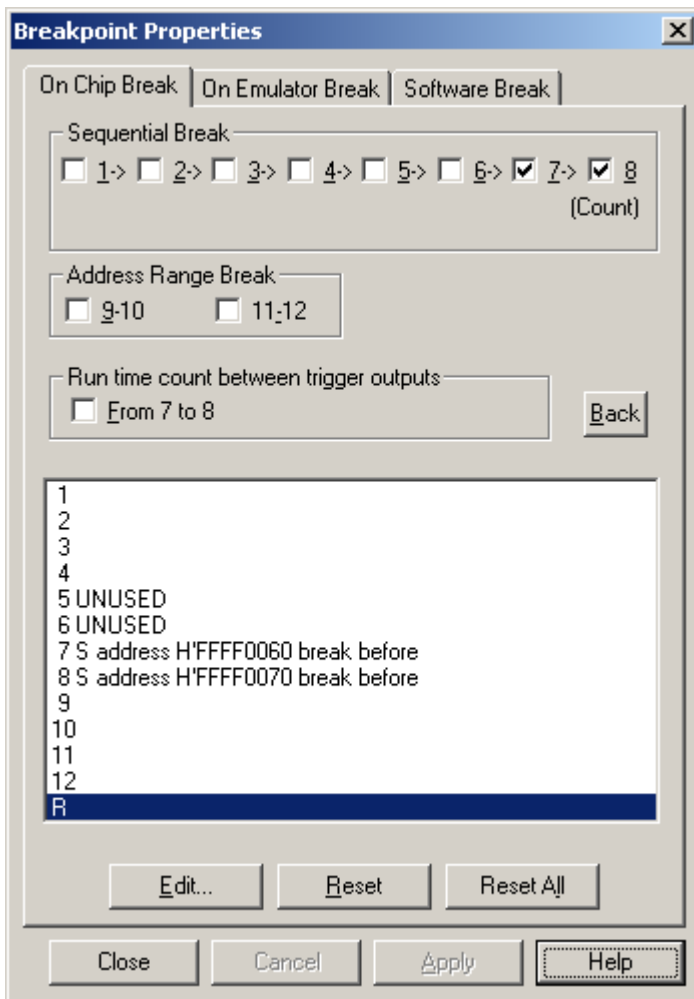 Breakpoint Properties
On Chip Break On Emulator Break Software Break
Sequential Break
1-> 2-> 3-> 4-> 5-> 6-> 7-> 8
(Count)
Address Range Break
9-10 11-12
Run time count between trigger outputs
From 7 to 8
Back
1
2
3
4
5 UNUSED
6 UNUSED
7 S address H'FFFF0060 break before
8 S address H'FFFF0070 break before
9
10
11
12
R
Edit... Reset Reset All
Close Cancel Apply Help